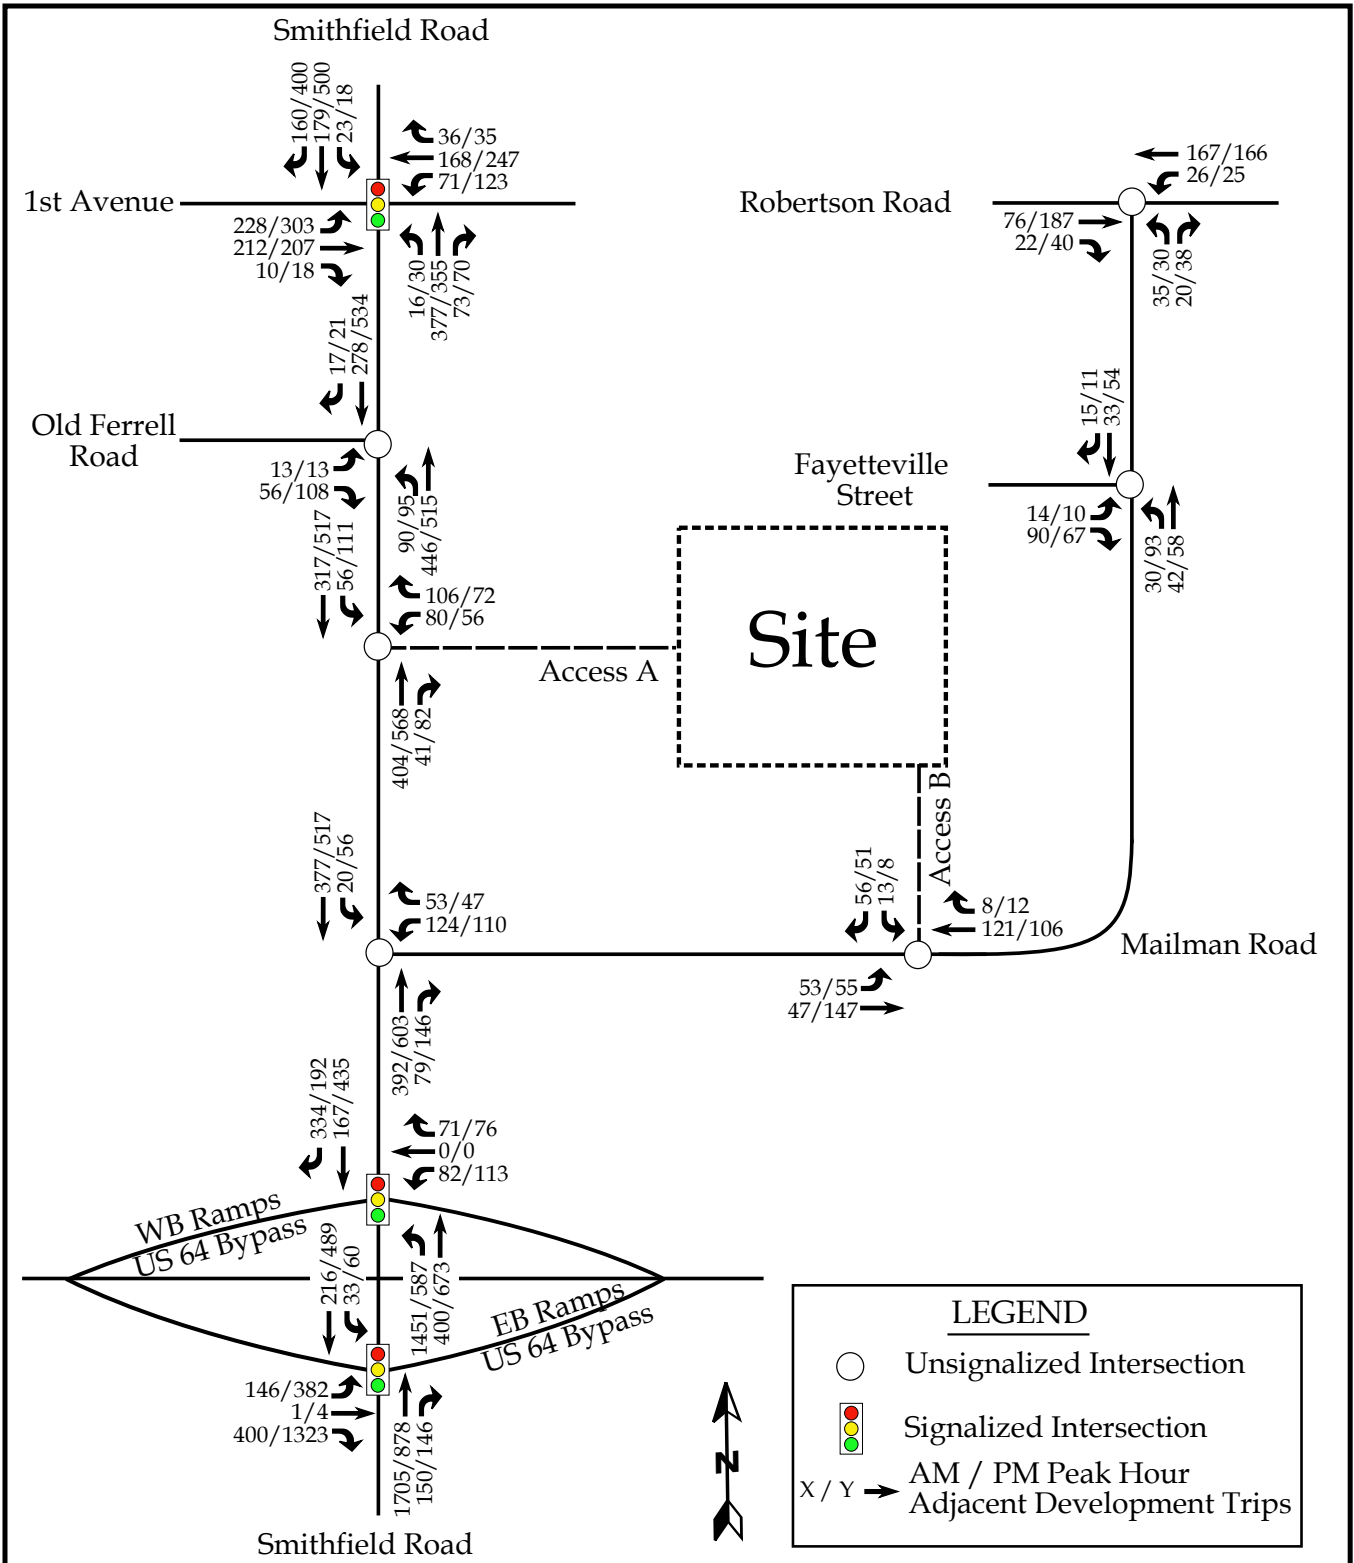 Smithfield Road
160/400
179/500
23/18
36/35
168/247
71/123
1st Avenue
228/303
212/207
10/18
16/30
377/355
73/70
Robertson Road
167/166
26/25
76/187
22/40
35/30
20/38
17/21
278/534
Old Ferrell
Road
13/13
56/108
90/95
446/515
15/11
33/54
Fayetteville
Street
14/10
90/67
30/93
42/58
317/517
56/111
106/72
80/56
Access A
Site
404/568
41/82
Access B
377/517
20/56
53/47
124/110
56/51
13/8
8/12
121/106
Mailman Road
53/55
47/147
392/603
79/146
334/192
167/435
71/76
0/0
82/113
WB Ramps
US 64 Bypass
216/489
33/60
1451/587
400/673
EB Ramps
US 64 Bypass
146/382
1/4
400/1323
1705/878
150/146
Smithfield Road
N
LEGEND
Unsignalized Intersection
Signalized Intersection
X / Y
AM / PM Peak Hour
Adjacent Development Trips